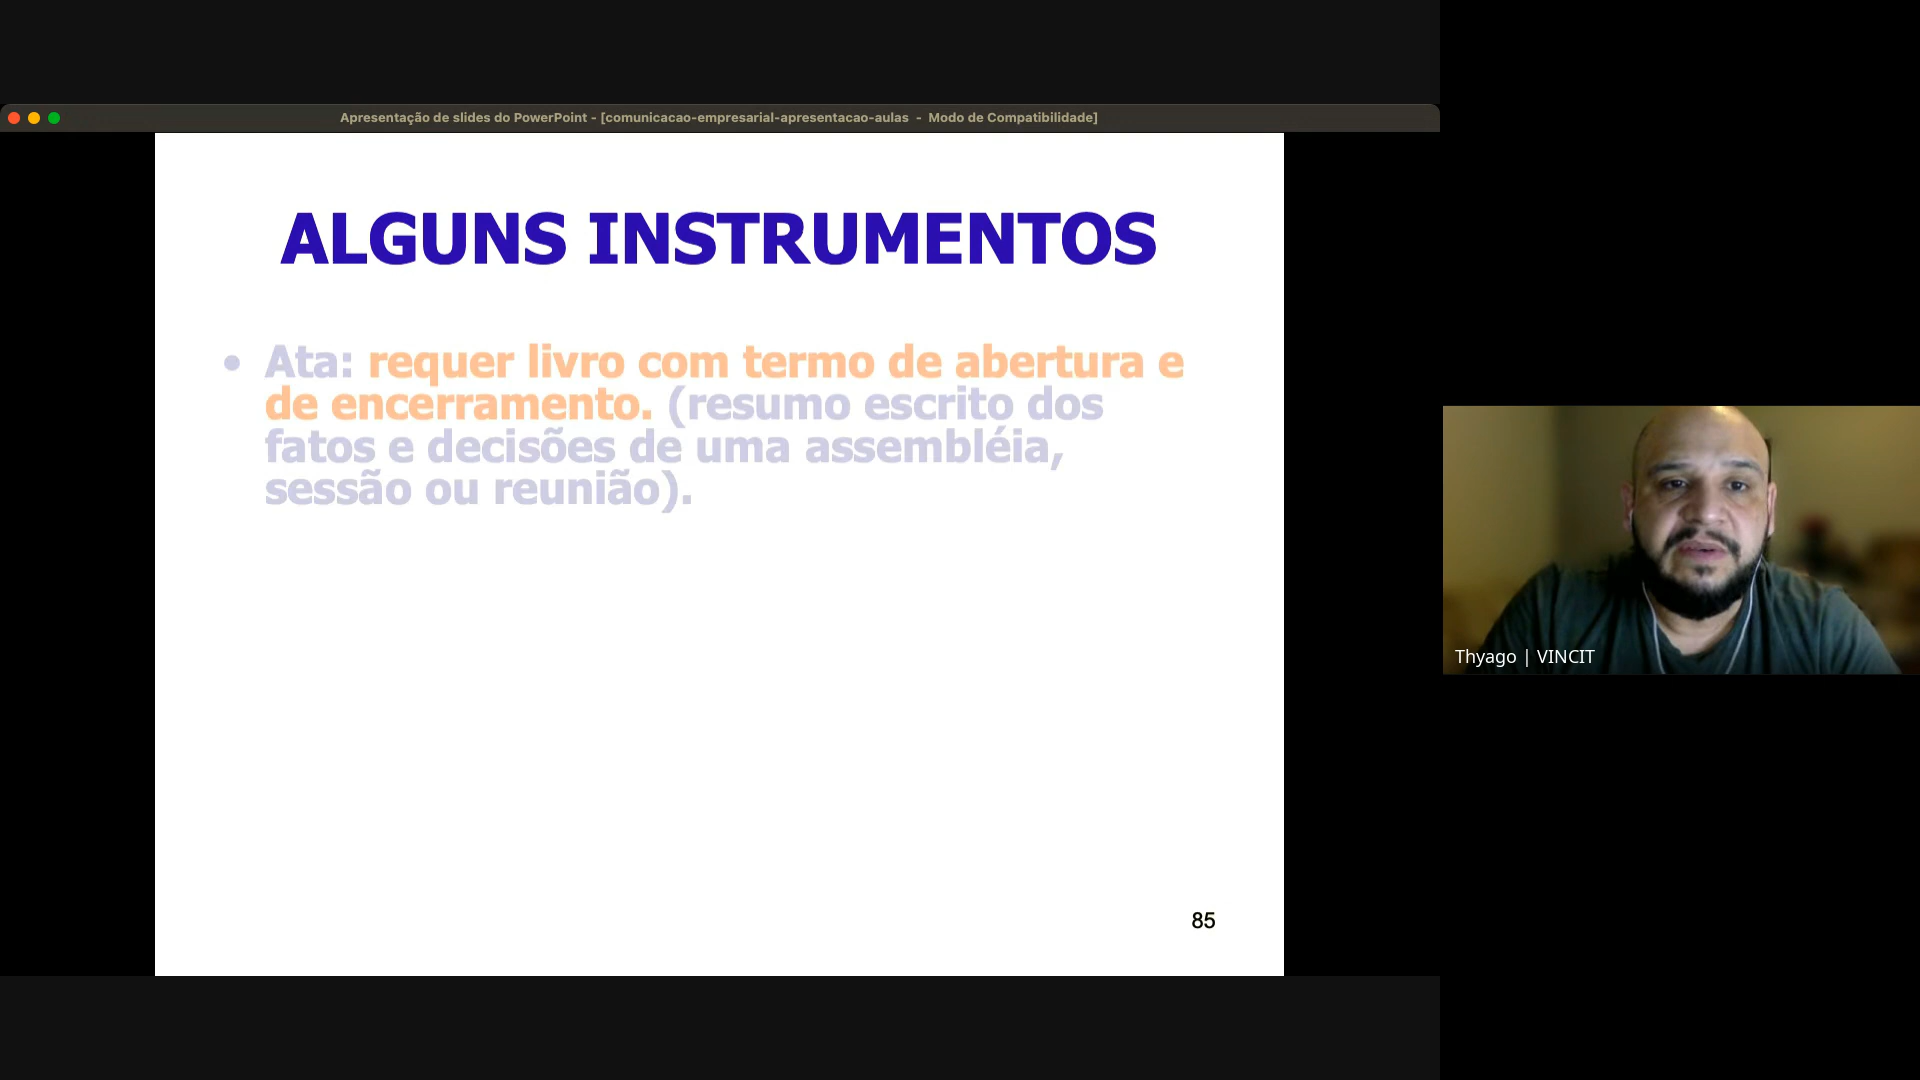 Apresentação de slides do PowerPoint - [comunicacao-empresarial-apresentacao-aulas - Modo de Compatibilidade]
ALGUNS INSTRUMENTOS
• Ata: requer livro com termo de abertura e
de encerramento. (resumo escrito dos
fatos e decisões de uma assembléia,
sessão ou reunião).
Thyago | VINCIT
85